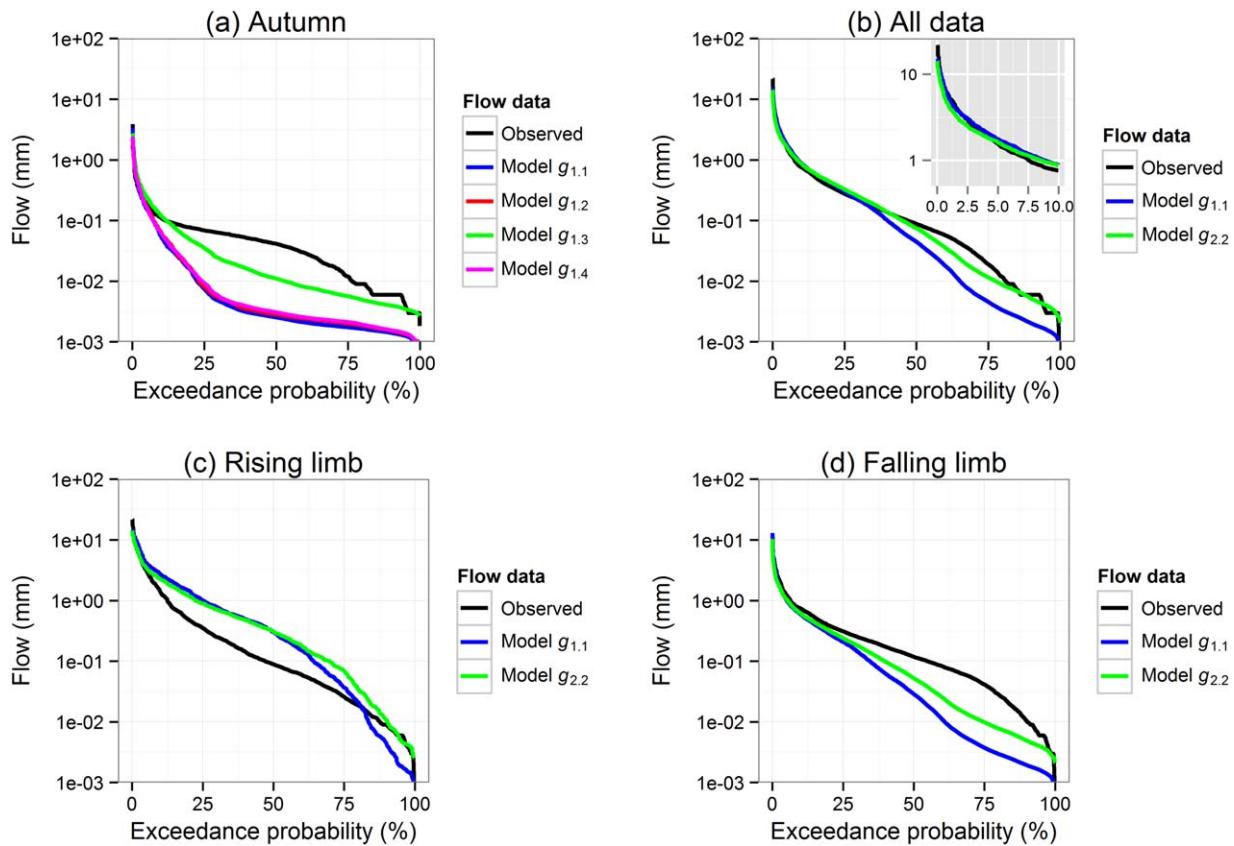 (a) Autumn
1e+02
1e+01
1e+00
1e-01
1e-02
1e-03
Flow (mm)
0 25 50 75 100
Exceedance probability (%)
Flow data
Observed
Model g1.1
Model g1.2
Model g1.3
Model g1.4
(b) All data
1e+02
1e+01
1e+00
1e-01
1e-02
1e-03
Flow (mm)
10
1
0.0 2.5 5.0 7.5 10.0
0 25 50 75 100
Exceedance probability (%)
Flow data
Observed
Model g1.1
Model g2.2
(c) Rising limb
1e+02
1e+01
1e+00
1e-01
1e-02
1e-03
Flow (mm)
0 25 50 75 100
Exceedance probability (%)
Flow data
Observed
Model g1.1
Model g2.2
(d) Falling limb
1e+02
1e+01
1e+00
1e-01
1e-02
1e-03
Flow (mm)
0 25 50 75 100
Exceedance probability (%)
Flow data
Observed
Model g1.1
Model g2.2